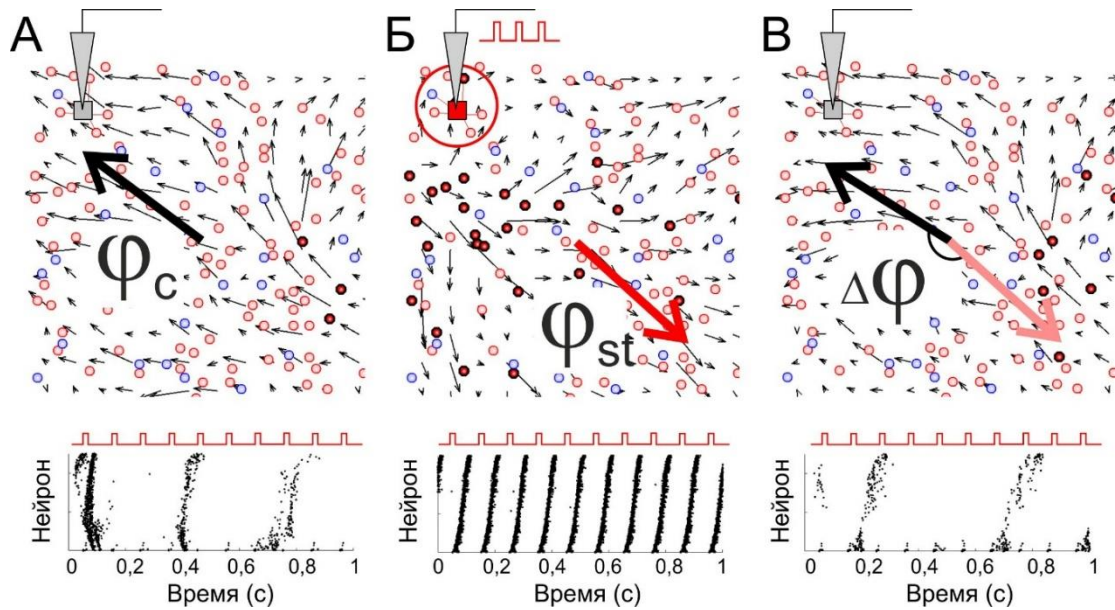 А
Б
В
φc
φst
Δφ
Нейрон
0 0,2 0,4 0,6 0,8 1
Время (с)
Нейрон
0 0,2 0,4 0,6 0,8 1
Время (с)
Нейрон
0 0,2 0,4 0,6 0,8 1
Время (с)